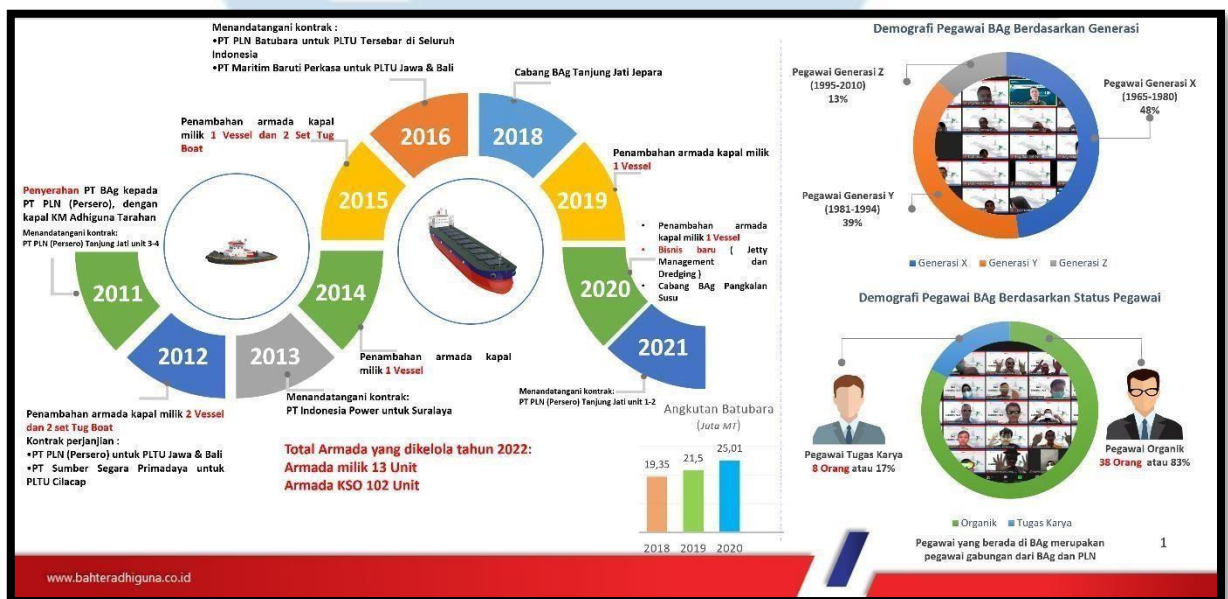 Menandatangani kontrak :
•PT PLN Batubara untuk PLTU Tersebar di Seluruh
Indonesia
•PT Maritim Baruti Perkasa untuk PLTU Jawa & Bali
Cabang BAg Tanjung Jati Jepara
Penambahan armada kapal
milik 1 Vessel dan 2 Set Tug
Boat
2016
2018
Penambahan armada kapal milik
1 Vessel
Penyerahan PT BAg kepada
PT PLN (Persero), dengan
kapal KM Adhiguna Tarahan
Menandatangani kontrak:
PT PLN (Persero) Tanjung Jati unit 3-4
2015
2019
• Penambahan armada
kapal milik 1 Vessel
• Bisnis baru ( Jetty
Management dan
Dredging )
• Cabang BAg Pangkalan
Susu
2011
2014
2020
2012
2013
2021
Penambahan armada kapal
milik 1 Vessel
Menandatangani kontrak:
PT PLN (Persero) Tanjung Jati unit 1-2
Penambahan armada kapal milik 2 Vessel
dan 2 set Tug Boat
Kontrak perjanjian :
•PT PLN (Persero) untuk PLTU Jawa & Bali
•PT Sumber Segara Primadaya untuk
PLTU Cilacap
Menandatangani kontrak:
PT Indonesia Power untuk Suralaya
Total Armada yang dikelola tahun 2022:
Armada milik 13 Unit
Armada KSO 102 Unit
Angkutan Batubara
(Juta MT)
19,35
21,5
25,01
2018 2019 2020
Demografi Pegawai BAg Berdasarkan Generasi
Pegawai Generasi Z
(1995-2010)
13%
Pegawai Generasi X
(1965-1980)
48%
Pegawai Generasi Y
(1981-1994)
39%
Generasi X Generasi Y Generasi Z
Demografi Pegawai BAg Berdasarkan Status Pegawai
Pegawai Tugas Karya
8 Orang atau 17%
Pegawai Organik
38 Orang atau 83%
Organik Tugas Karya
Pegawai yang berada di BAg merupakan
pegawai gabungan dari BAg dan PLN
1
www.bahteradhiguna.co.id